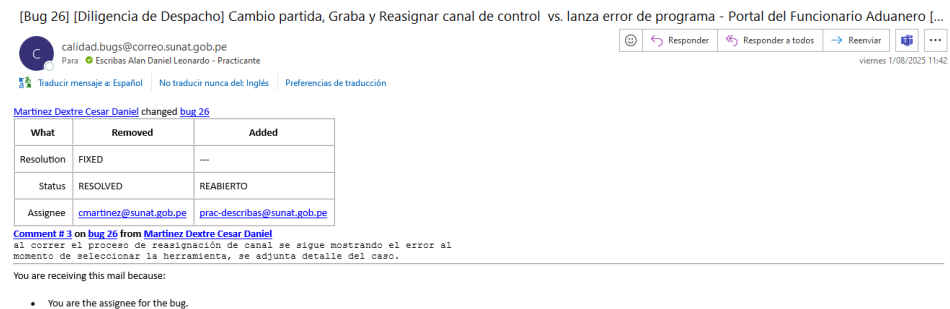 [Bug 26] [Diligencia de Despacho] Cambio partida, Graba y Reasignar canal de control vs. lanza error de programa - Portal del Funcionario Aduanero [...
C
calidad.bugs@correo.sunat.gob.pe
Para Escribas Alan Daniel Leonardo - Practicante
Responder
Responder a todos
Reenviar
viernes 1/08/2025 11:42
Traducir mensaje a: Español No traducir nunca del: Inglés Preferencias de traducción
Martinez Dextre Cesar Daniel changed bug 26
What Removed Added
Resolution FIXED ---
Status RESOLVED REABIERTO
Assignee cmartinez@sunat.gob.pe prac-describas@sunat.gob.pe
Comment # 3 on bug 26 from Martinez Dextre Cesar Daniel
al correr el proceso de reasignación de canal se sigue mostrando el error al
momento de seleccionar la herramienta, se adjunta detalle del caso.
You are receiving this mail because:
• You are the assignee for the bug.